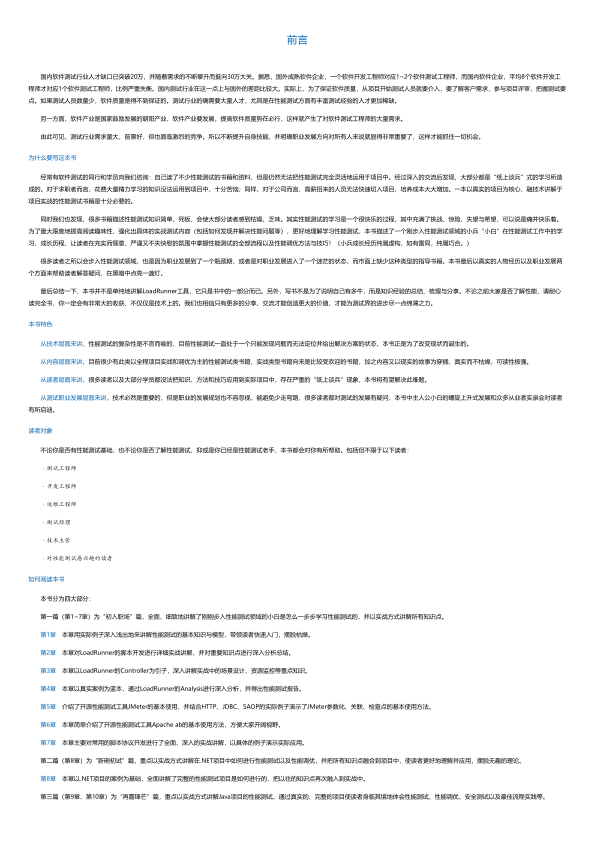 前言
国内软件测试行业人才缺口已突破20万，并随着需求的不断攀升而挺向30万大关。据悉，国外成熟软件企业，一个软件开发工程师对应1~2个软件测试工程师，而国内软件企业，平均8个软件开发工
程师才对应1个软件测试工程师，比例严重失衡。国内测试行业在这一点上与国外的差距比较大。实际上，为了保证软件质量，从项目开始测试人员就要介入，要了解客户需求，参与项目评审，把握测试要
点。如果测试人员数量少，软件质量是得不到保证的。测试行业的确需要大量人才，尤其是在性能测试方面有丰富测试经验的人才更加稀缺。
另一方面，软件产业是国家鼓励发展的朝阳产业，软件产业要发展，提高软件质量势在必行，这样就产生了对软件测试工程师的大量需求。
由此可见，测试行业需求量大，前景好，但也面临激烈的竞争。所以不断提升自身技能，并明确职业发展方向对所有人来说就显得非常重要了，这样才能抓住一切机会。
为什么要写这本书
经常有软件测试的同行和学员向我们咨询：自己读了不少性能测试的书籍和资料，但是仍然无法把性能测试完全灵活地运用于项目中。经过深入的交流后发现，大部分都是“纸上谈兵”式的学习所造
成的。对于求职者而言，花费大量精力学习的知识没法运用到项目中，十分苦恼；同样，对于公司而言，高薪招来的人员无法快速切入项目，培养成本大大增加。一本以真实的项目为核心，融技术讲解于
项目实战的性能测试书籍是十分必要的。
同时我们也发现，很多书籍描述性能测试知识简单、死板，会使大部分读者感到枯燥、乏味。其实性能测试的学习是一个很快乐的过程，其中充满了挑战、惊险、失望与希望，可以说是痛并快乐着。
为了最大限度地提高阅读趣味性，强化出具体的实战测试内容（包括如何发现并解决性能问题等），更好地理解学习性能测试，本书描述了一个刚步入性能测试领域的小兵“小白”在性能测试工作中的学
习、成长历程，让读者在充实而惬意、严谨又不失快慰的氛围中掌握性能测试的全部流程以及性能调优方法与技巧！（小兵成长经历纯属虚构，如有雷同，纯属巧合。）
很多读者之所以会步入性能测试领域，也是因为职业发展到了一个瓶颈期，或者是对职业发展进入了一个迷茫的状态，而市面上缺少这种类型的指导书籍。本书最后以真实的人物经历以及职业发展两
个方面来帮助读者解答疑问，在黑暗中点亮一盏灯。
最后总结一下，本书并不是单纯地讲解LoadRunner工具，它只是书中的一部分而已。另外，写书不是为了说明自己有多牛，而是知识经验的总结、梳理与分享。不论之前大家是否了解性能，请耐心
读完全书，你一定会有非常大的收获，不仅仅是技术上的。我们也相信只有更多的分享、交流才能创造更大的价值，才能为测试界的进步尽一点绵薄之力。
本书特色
从技术层面来讲，性能测试的复杂性是不言而喻的，目前性能测试一直处于一个只能发现问题而无法定位并给出解决方案的状态，本书正是为了改变现状而诞生的。
从内容层面来讲，目前很少有此类以全程项目实战和调优为主的性能测试类书籍，实战类型书籍向来是比较受欢迎的书籍，加之内容又以现实的故事为穿插，真实而不枯燥，可读性极强。
从读者层面来讲，很多读者以及大部分学员都没法把知识、方法和技巧应用到实际项目中，存在严重的“纸上谈兵”现象，本书将有望解决此难题。
从测试职业发展层面来讲，技术必然是重要的，但是职业的发展规划也不容忽视，能避免少走弯路，很多读者都对测试的发展有疑问，本书中主人公小白的螺旋上升式发展和众多从业者实录会对读者
有所启迪。
读者对象
不论你是否有性能测试基础，也不论你是否了解性能测试，抑或是你已经是性能测试老手，本书都会对你有所帮助。包括但不限于以下读者：
· 测试工程师
· 开发工程师
· 运维工程师
· 测试经理
· 技术主管
· 对性能测试感兴趣的读者
如何阅读本书
本书分为四大部分：
第一篇（第1~7章）为“初入职场”篇，全面、细致地讲解了刚刚步入性能测试领域的小白是怎么一步步学习性能测试的，并以实战方式讲解所有知识点。
第1章 本章用实际例子深入浅出地来讲解性能测试的基本知识与模型，带领读者快速入门，摆脱枯燥。
第2章 本章对LoadRunner的脚本开发进行详细实战讲解，并对重要知识点进行深入分析总结。
第3章 本章以LoadRunner的Controller为引子，深入讲解实战中的场景设计、资源监控等重点知识。
第4章 本章以真实案例为蓝本，通过LoadRunner的Analysis进行深入分析，并得出性能测试报告。
第5章 介绍了开源性能测试工具JMeter的基本使用，并结合HTTP、JDBC、SAOP的实际例子演示了JMeter参数化、关联、检查点的基本使用方法。
第6章 本章简单介绍了开源性能测试工具Apache ab的基本使用方法，方便大家开阔视野。
第7章 本章主要对常用的脚本协议开发进行了全面、深入的实战讲解，以具体的例子演示实际应用。
第二篇（第8章）为“新硎初试”篇，重点以实战方式讲解在.NET项目中如何进行性能测试以及性能调优，并把所有知识点融合到项目中，使读者更好地理解并应用，摆脱无趣的理论。
第8章 本章以.NET项目的案例为基础，全面讲解了完整的性能测试项目是如何进行的，把以往的知识点再次融入到实战中。
第三篇（第9章、第10章）为“再露锋芒”篇，重点以实战方式讲解Java项目的性能测试，通过真实的、完整的项目使读者身临其境地体会性能测试、性能调优、安全测试以及最佳流程实践等。